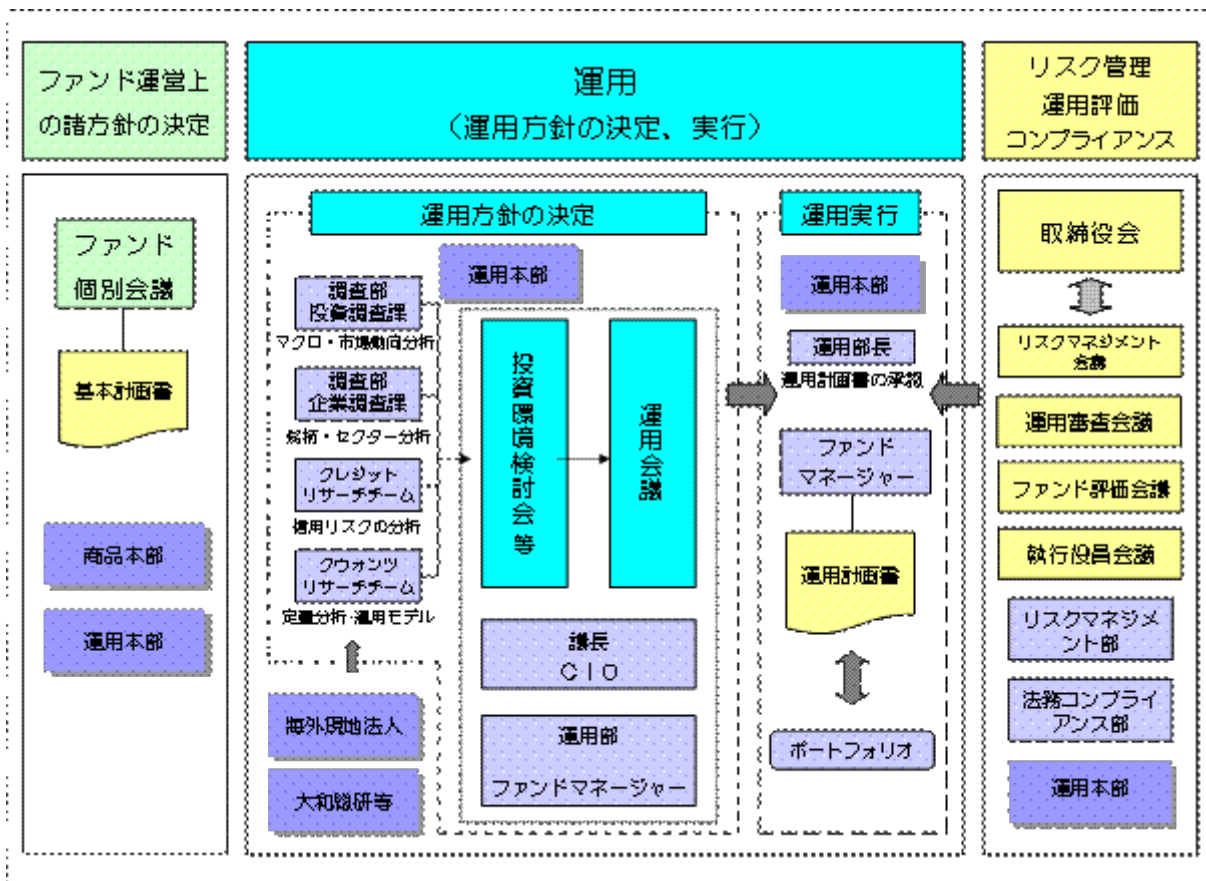 ファンド運営上
の諸方針の決定
運用
（運用方針の決定、実行）
リスク管理
運用評価
コンプライアンス
ファンド
個別会議
基本計画書
商品本部
運用本部
運用方針の決定
運用本部
調査部
投資調査課
マクロ・市場動向分析
調査部
企業調査課
銘柄・セクター分析
クレジット
リサーチチーム
信用リスクの分析
クウォンツ
リサーチチーム
定量分析・運用モデル
海外現地法人
大和総研等
投資環境検討会等
運用会議
議長
ＣＩＯ
運用部
ファンドマネージャー
運用実行
運用本部
運用部長
運用計画書の承認
ファンド
マネージャー
運用計画書
ポートフォリオ
取締役会
リスクマネジメント
会議
運用審査会議
ファンド評価会議
執行役員会議
リスクマネジメ
ント部
法務コンプライ
アンス部
運用本部